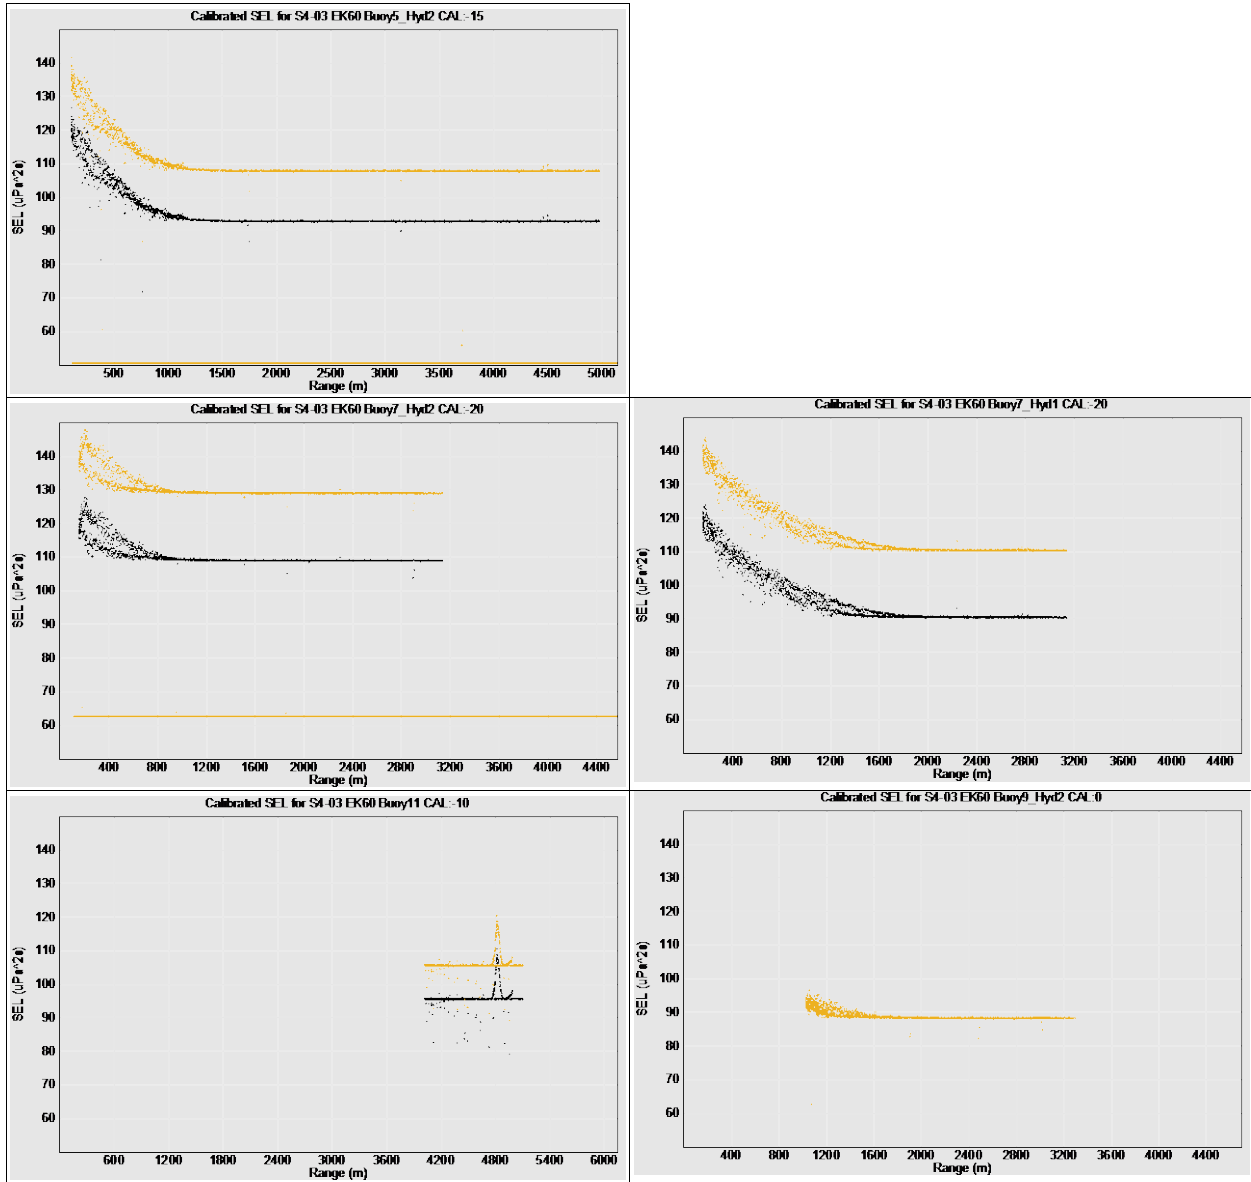 Calibrated SEL for S4-03 EK60 Buoy5_Hyd2 CAL:-15
140
130
120
110
100
90
80
70
60
SEL (uPa^2s)
500 1000 1500 2000 2500 3000 3500 4000 4500 5000
Range (m)
Calibrated SEL for S4-03 EK60 Buoy7_Hyd2 CAL:-20
140
130
120
110
100
90
80
70
60
SEL (uPa^2s)
400 800 1200 1600 2000 2400 2800 3200 3600 4000 4400
Range (m)
Calibrated SEL for S4-03 EK60 Buoy7_Hyd1 CAL:-20
140
130
120
110
100
90
80
70
60
SEL (uPa^2s)
400 800 1200 1600 2000 2400 2800 3200 3600 4000 4400
Range (m)
Calibrated SEL for S4-03 EK60 Buoy11 CAL:-10
140
130
120
110
100
90
80
70
60
SEL (uPa^2s)
600 1200 1800 2400 3000 3600 4200 4800 5400 6000
Range (m)
Calibrated SEL for S4-03 EK60 Buoy9_Hyd2 CAL:0
140
130
120
110
100
90
80
70
60
SEL (uPa^2s)
400 800 1200 1600 2000 2400 2800 3200 3600 4000 4400
Range (m)